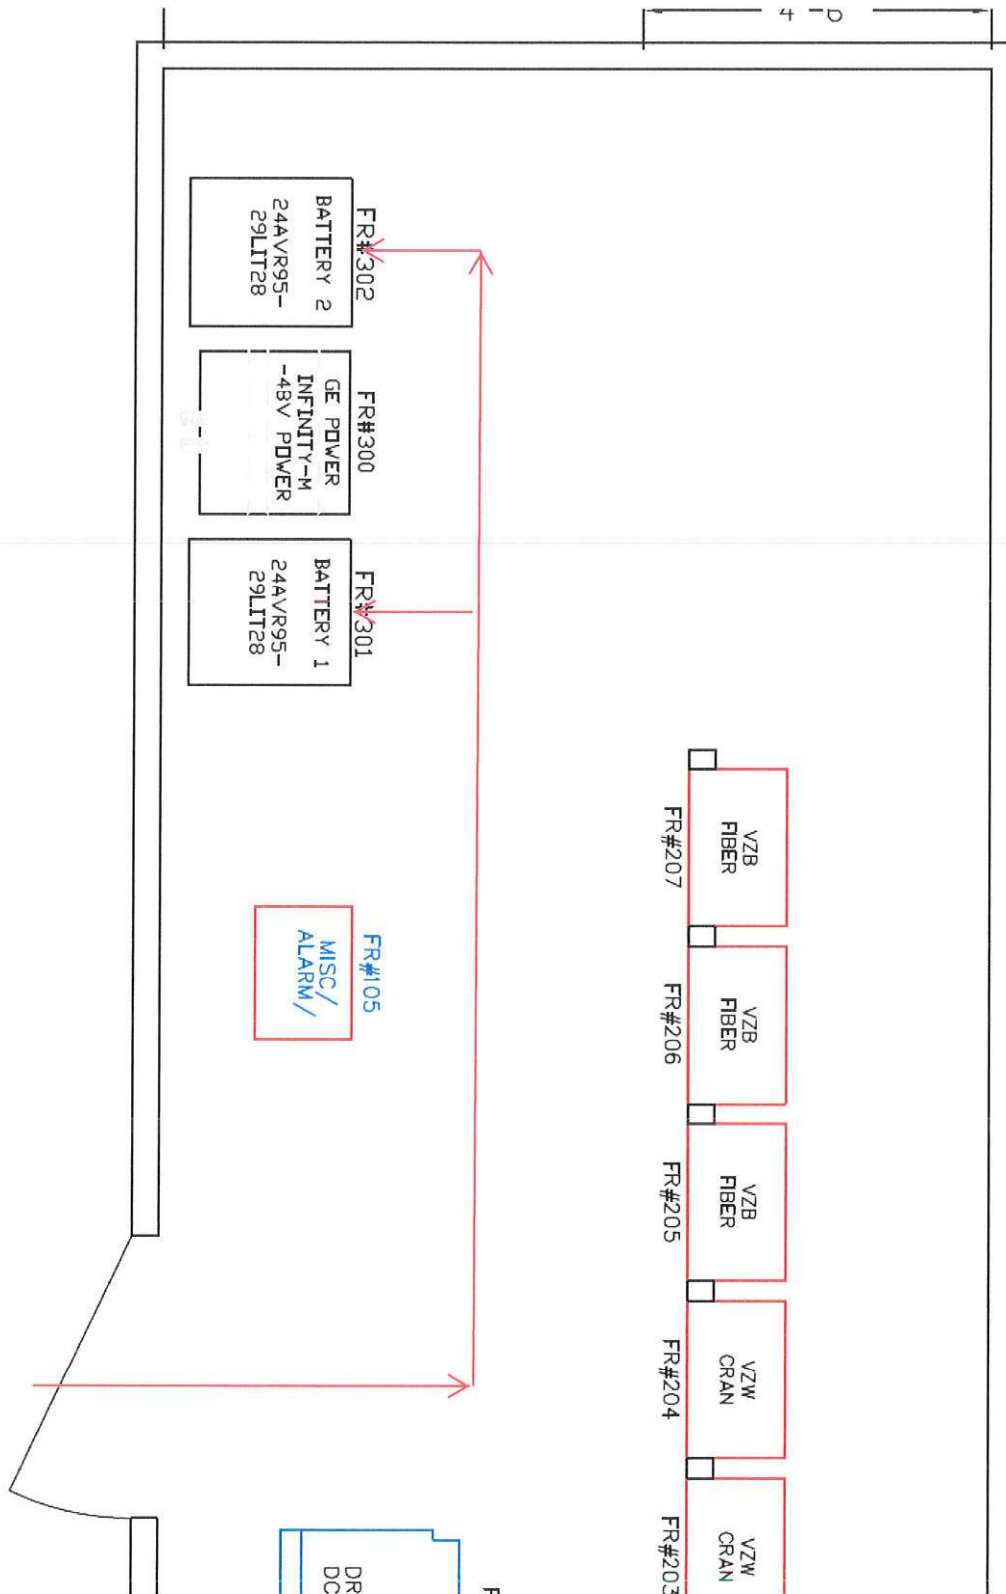 4'-6
FR#302
BATTERY 2
24AVR95-
29LIT28
FR#300
GE POWER
INFINITY-M
-48V POWER
FR#301
BATTERY 1
24AVR95-
29LIT28
VZB
FIBER
FR#207
FR#105
MISC/
ALARM/
VZB
FIBER
FR#206
VZB
FIBER
FR#205
VZW
CRAN
FR#204
VZW
CRAN
FR#203
DR
DC